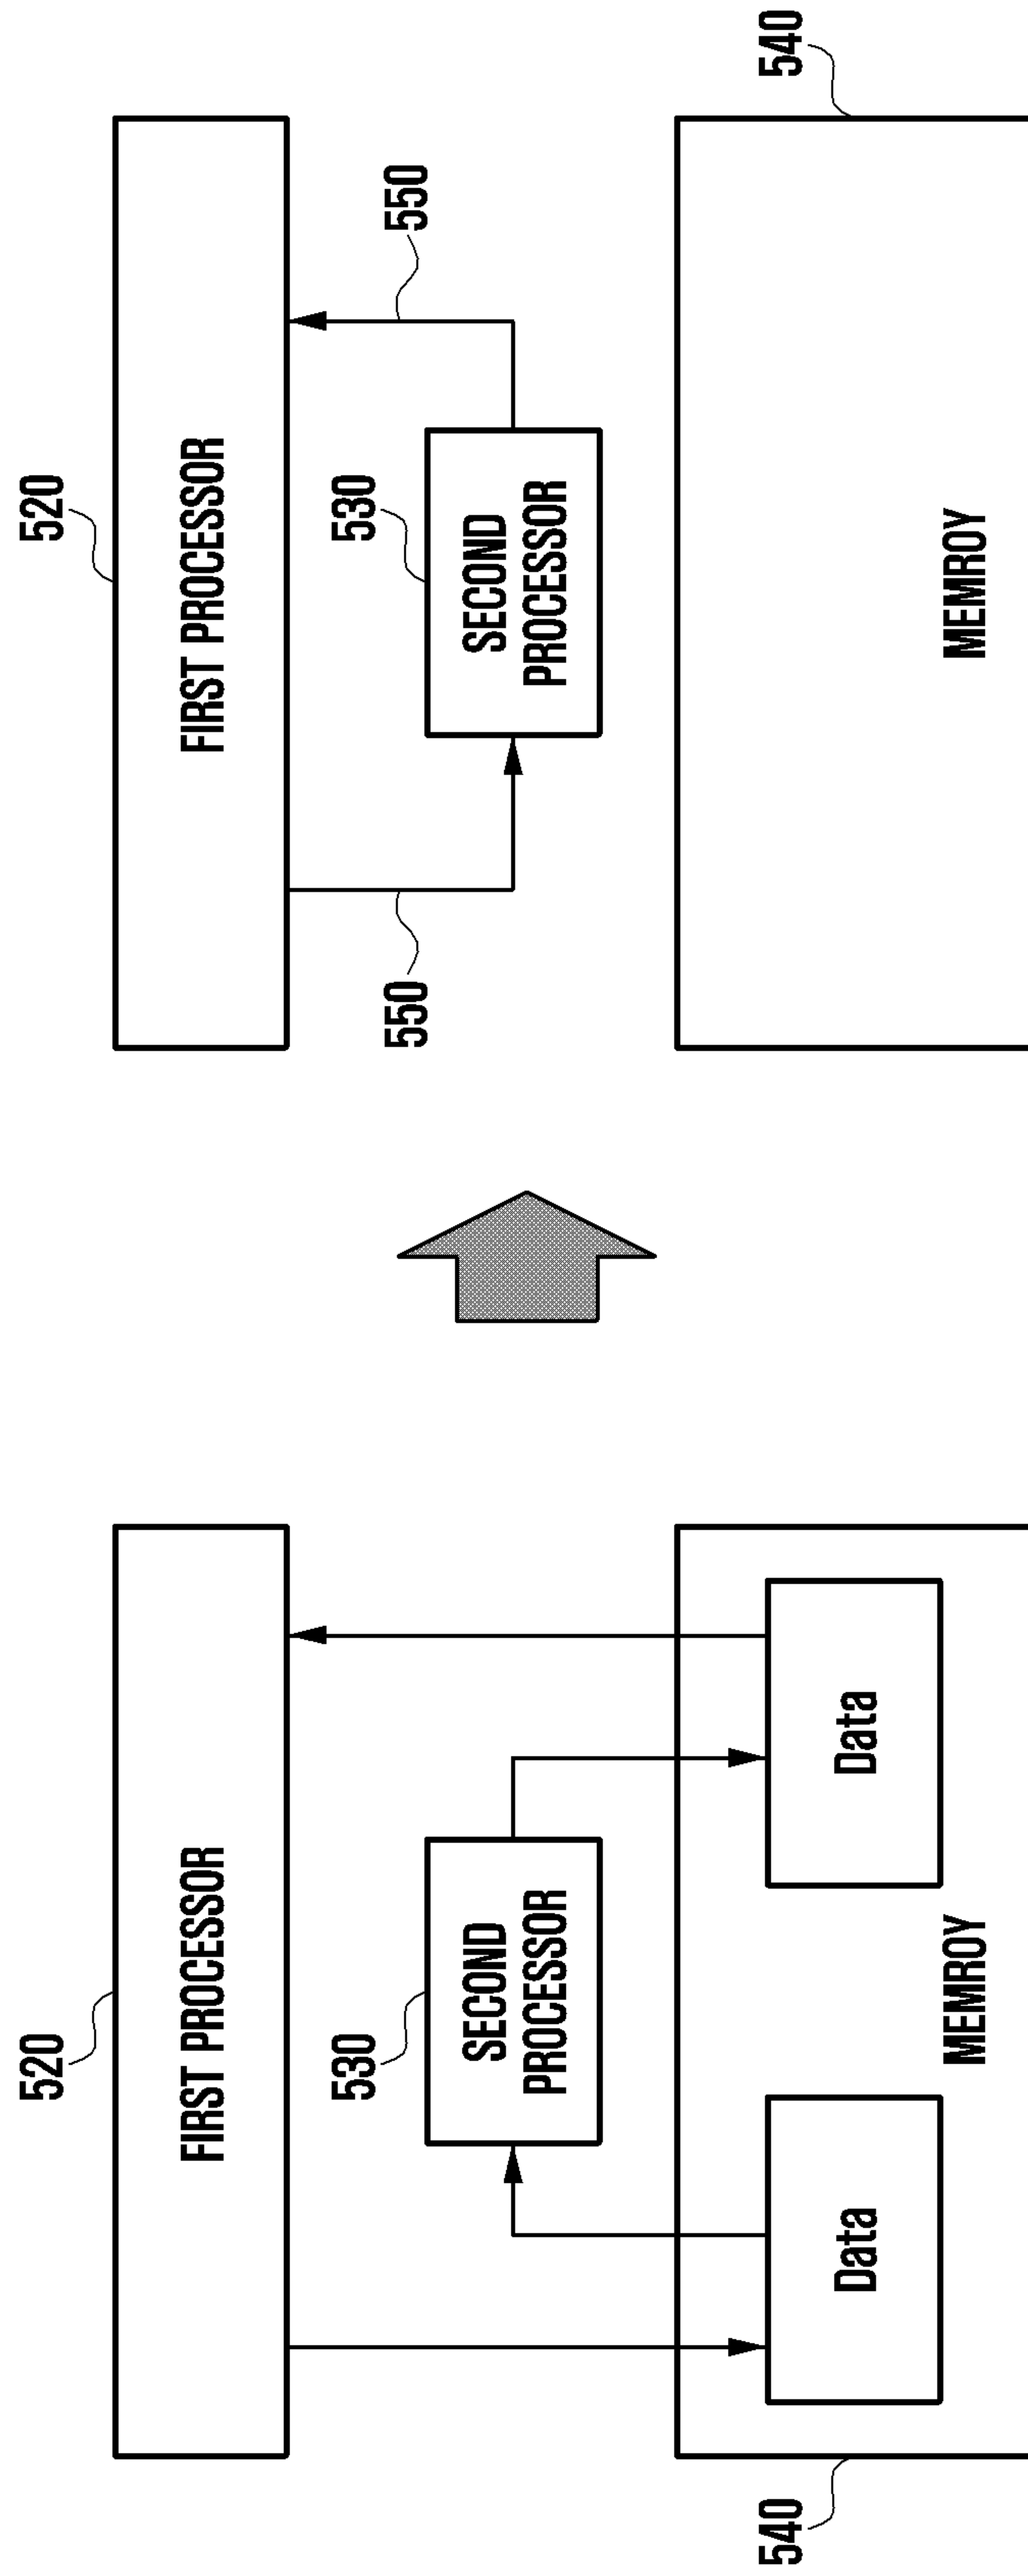 520
FIRST PROCESSOR
530
SECOND
PROCESSOR
Data
Data
MEMROY
540
520
FIRST PROCESSOR
550
530
SECOND
PROCESSOR
550
540
MEMROY